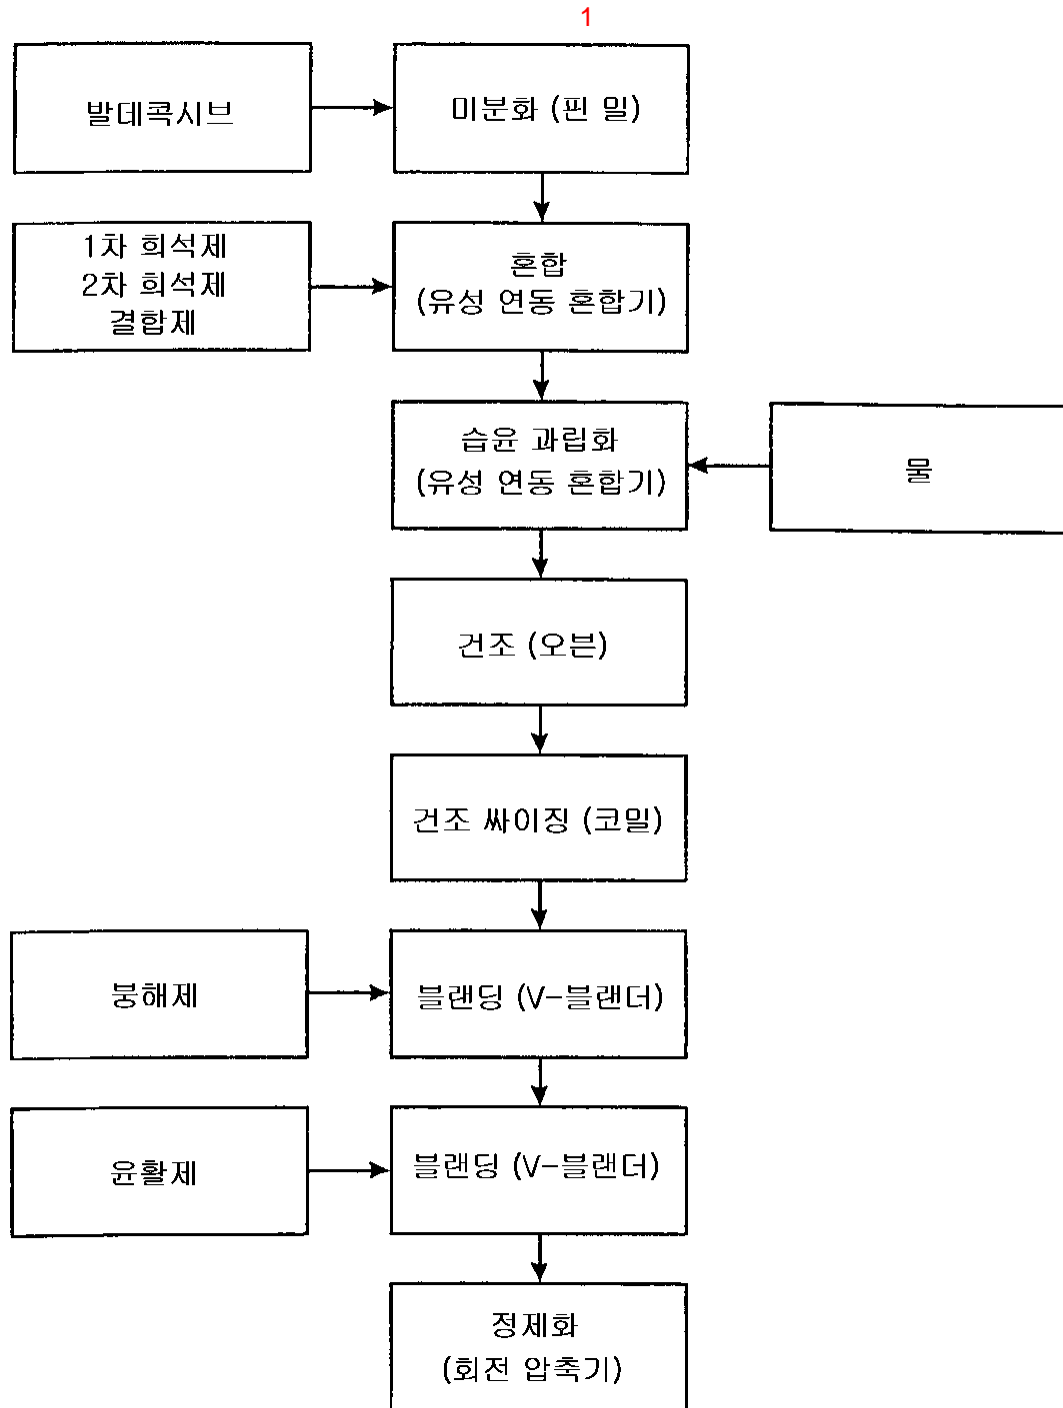 1
발데콕시브
미분화 (핀 밀)
1차 희석제
2차 희석제
결합제
혼합
(유성 연동 혼합기)
습윤 과립화
(유성 연동 혼합기)
물
건조 (오븐)
건조 싸이징 (코밀)
붕해제
블랜딩 (V-블랜더)
윤활제
블랜딩 (V-블랜더)
정제화
(회전 압축기)